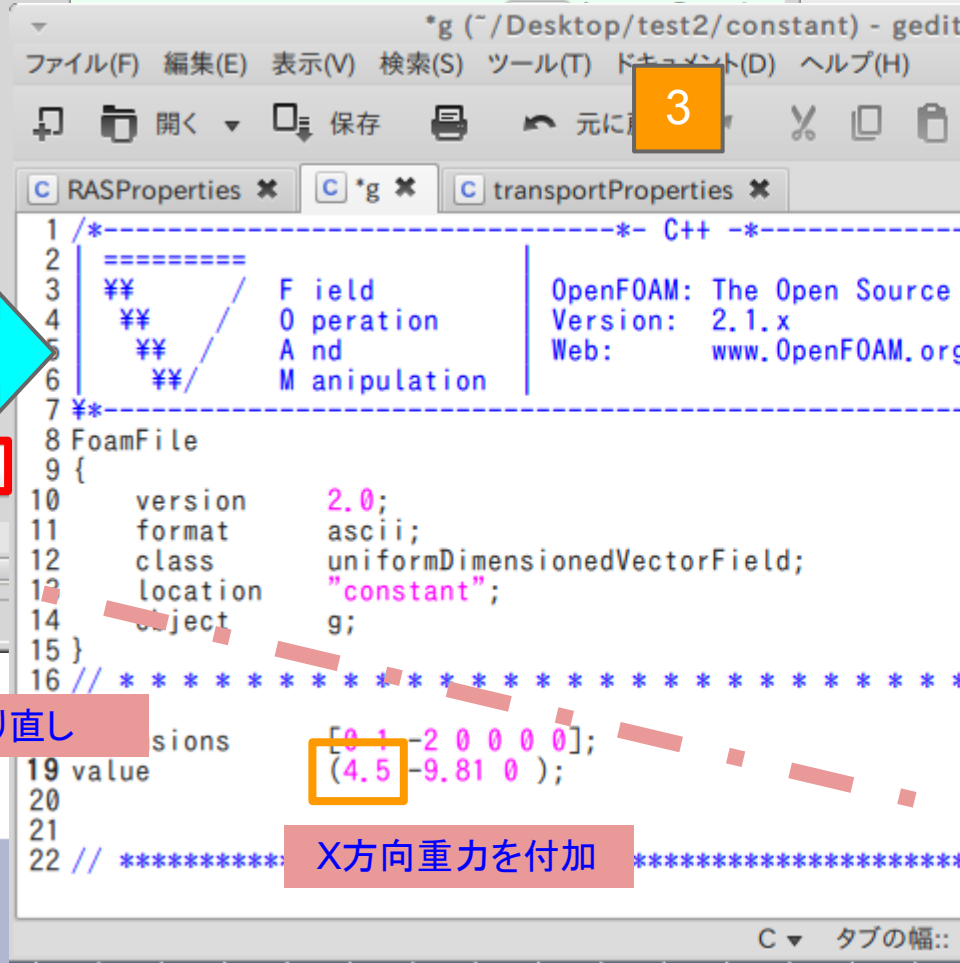 *g (~/Desktop/test2/constant) - gedit
ファイル(F) 編集(E) 表示(V) 検索(S) ツール(T) ドキュメント(D) ヘルプ(H)
開く 保存 元に 3
RASProperties *g transportProperties
1 /*--------------------------------*- C++ -*-------------
2 | ========= |
3 | ¥¥ / F ield | OpenFOAM: The Open Source
4 | ¥¥ / O peration | Version: 2.1.x
5 | ¥¥ / A nd | Web: www.OpenFOAM.org
6 | ¥¥/ M anipulation |
7 ¥*------------------------------------------------------
8 FoamFile
9 {
10 version 2.0;
11 format ascii;
12 class uniformDimensionedVectorField;
13 location "constant";
14 object g;
15 }
16 // * * * * * * * * * * * * * * * * * * * * * * * * * * *
り直し
sions [0 1 -2 0 0 0 0];
19 value (4.5 -9.81 0 );
20
21
22 // *********** X方向重力を付加 *********************
C タブの幅::